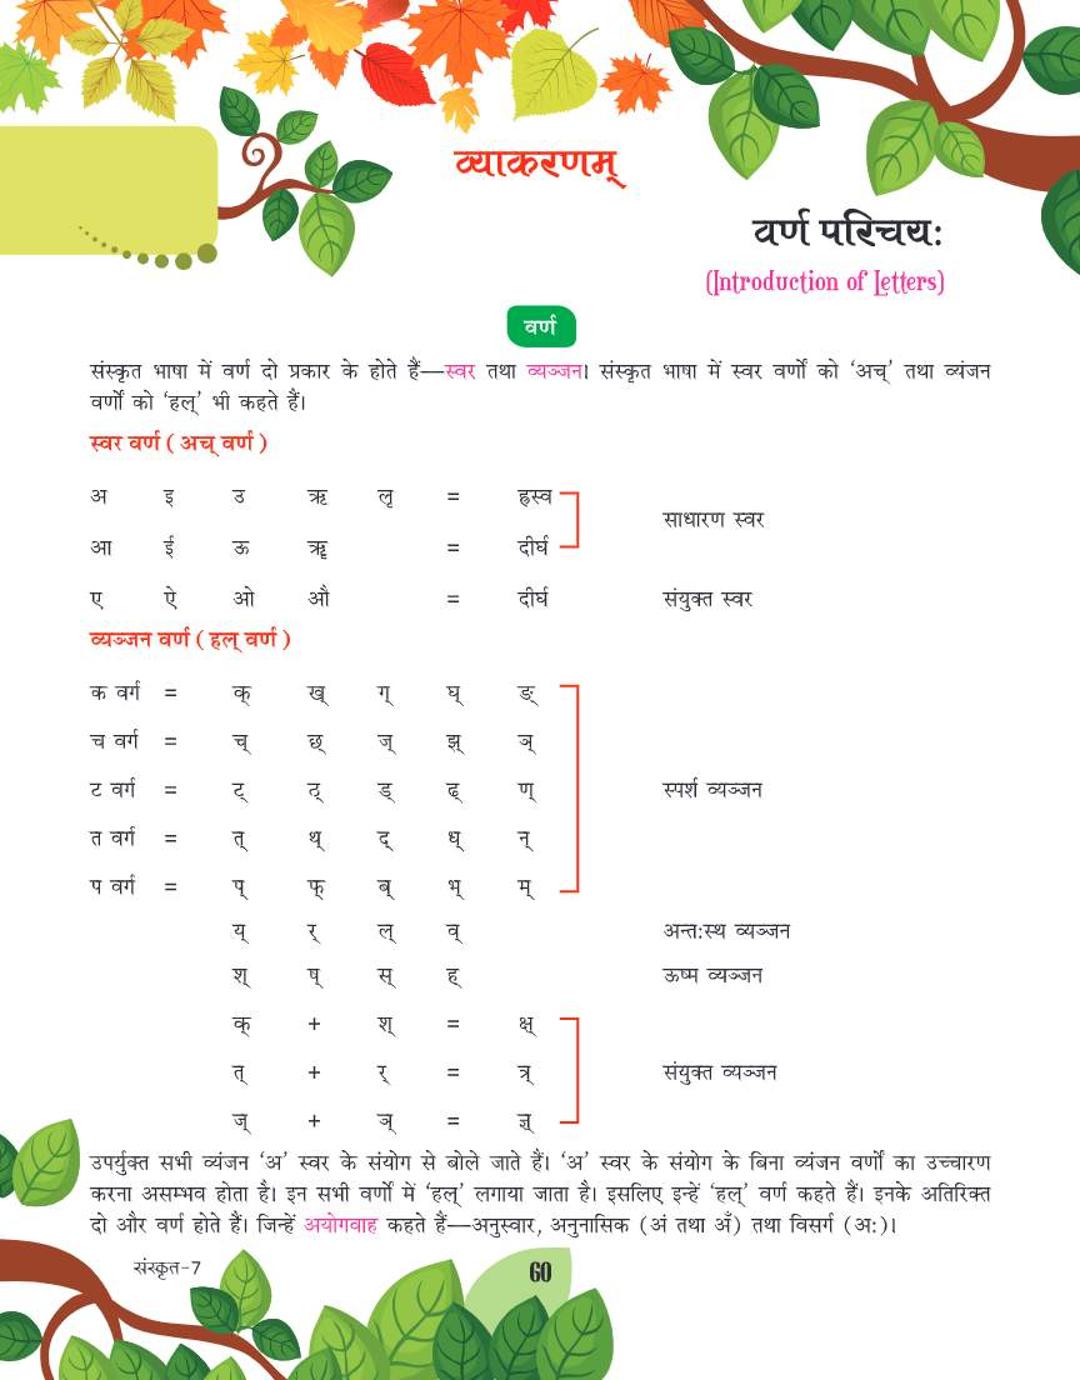 व्याकरणम्
वर्ण परिचय:
(Introduction of Letters)
वर्ण
संस्कृत भाषा में वर्ण दो प्रकार के होते हैं—स्वर तथा व्यञ्जन। संस्कृत भाषा में स्वर वर्णों को ‘अच्’ तथा व्यंजन
वर्णों को ‘हल्’ भी कहते हैं।
स्वर वर्ण ( अच् वर्ण )
अ इ उ ऋ लृ = ह्रस्व
साधारण स्वर
आ ई ऊ ॠ = दीर्घ
ए ऐ ओ औ = दीर्घ संयुक्त स्वर
व्यञ्जन वर्ण ( हल् वर्ण )
क वर्ग = क् ख् ग् घ् ङ्
च वर्ग = च् छ् ज् झ् ञ्
ट वर्ग = ट् ठ् ड् ढ् ण् स्पर्श व्यञ्जन
त वर्ग = त् थ् द् ध् न्
प वर्ग = प् फ् ब् भ् म्
य् र् ल् व् अन्त:स्थ व्यञ्जन
श् ष् स् ह् ऊष्म व्यञ्जन
क् + श् = क्ष्
त् + र् = त्र् संयुक्त व्यञ्जन
ज् + ञ् = ज्ञ्
उपर्युक्त सभी व्यंजन ‘अ’ स्वर के संयोग से बोले जाते हैं। ‘अ’ स्वर के संयोग के बिना व्यंजन वर्णों का उच्चारण
करना असम्भव होता है। इन सभी वर्णों में ‘हल्’ लगाया जाता है। इसलिए इन्हें ‘हल्’ वर्ण कहते हैं। इनके अतिरिक्त
दो और वर्ण होते हैं। जिन्हें अयोगवाह कहते हैं—अनुस्वार, अनुनासिक (अं तथा अँ) तथा विसर्ग (अ:)।
संस्कृत-7
60